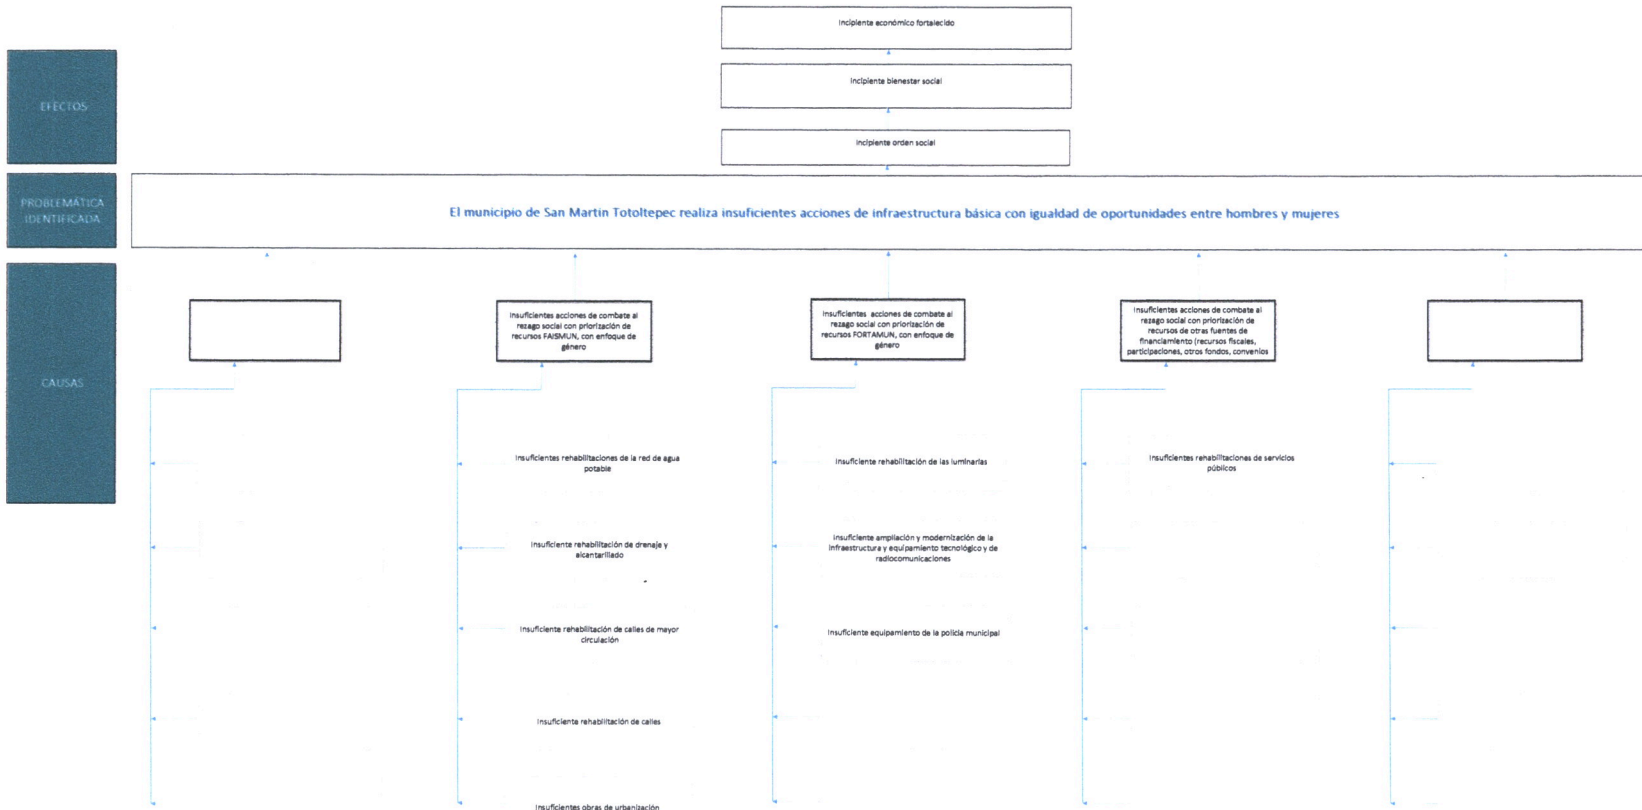 Incipiente económico fortalecido
EFECTOS
Incipiente bienestar social
Incipiente orden social
PROBLEMÁTICA
IDENTIFICADA
El municipio de San Martin Totoltepec realiza insuficientes acciones de infraestructura básica con igualdad de oportunidades entre hombres y mujeres
CAUSAS
Insuficientes acciones de combate al
rezago social con priorización de
recursos FAISMUN, con enfoque de
género
Insuficientes acciones de combate al
rezago social con priorización de
recursos FORTAMUN, con enfoque de
género
Insuficientes acciones de combate al
rezago social con priorización de
recursos de otras fuentes de
financiamiento (recursos fiscales,
participaciones, otros fondos, convenios
Insuficientes rehabilitaciones de la red de agua
potable
Insuficiente rehabilitación de drenaje y
alcantarillado
Insuficiente rehabilitación de calles de mayor
circulación
Insuficiente rehabilitación de calles
Insuficientes obras de urbanización
Insuficiente rehabilitación de las luminarias
Insuficiente ampliación y modernización de la
infraestructura y equipamiento tecnológico y de
radiocomunicaciones
Insuficiente equipamiento de la policía municipal
Insuficientes rehabilitaciones de servicios
públicos